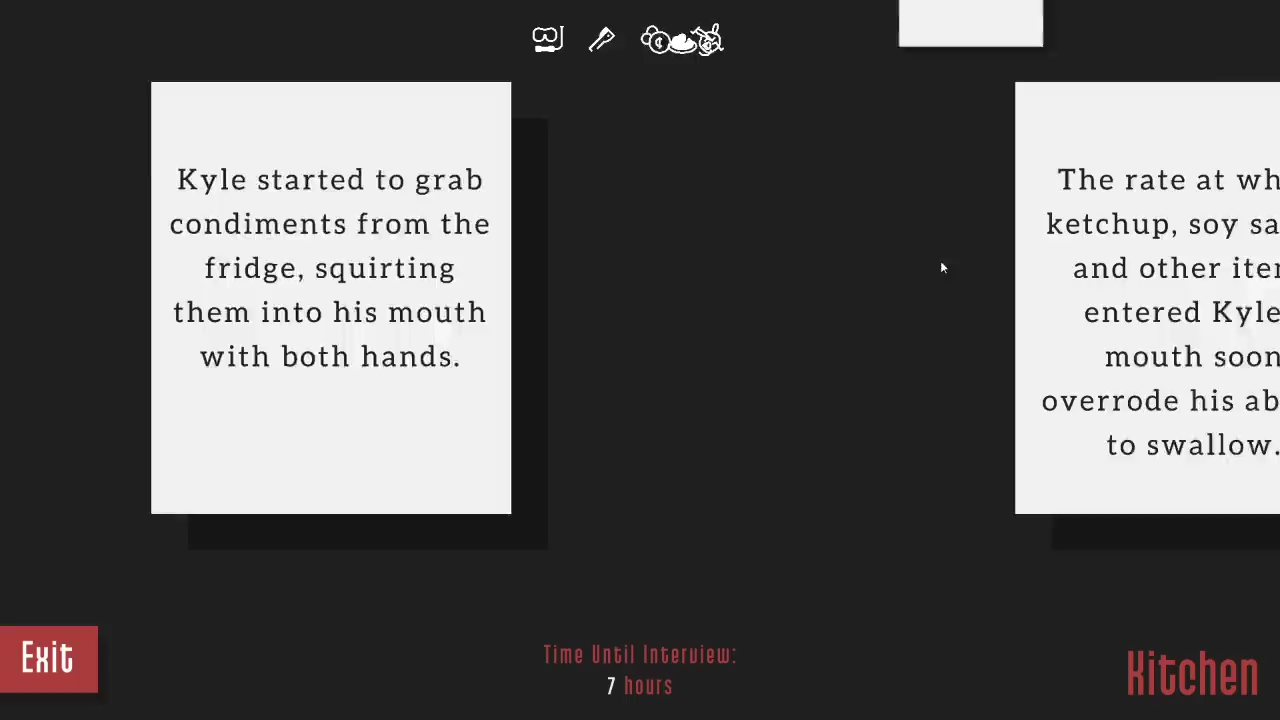 Kyle started to grab
condiments from the
fridge, squirting
them into his mouth
with both hands.
The rate at wh
ketchup, soy sa
and other iter
entered Kyle
mouth soon
overrode his ab
to swallow.
Exit
Time Until Interview:
7 hours
Kitchen